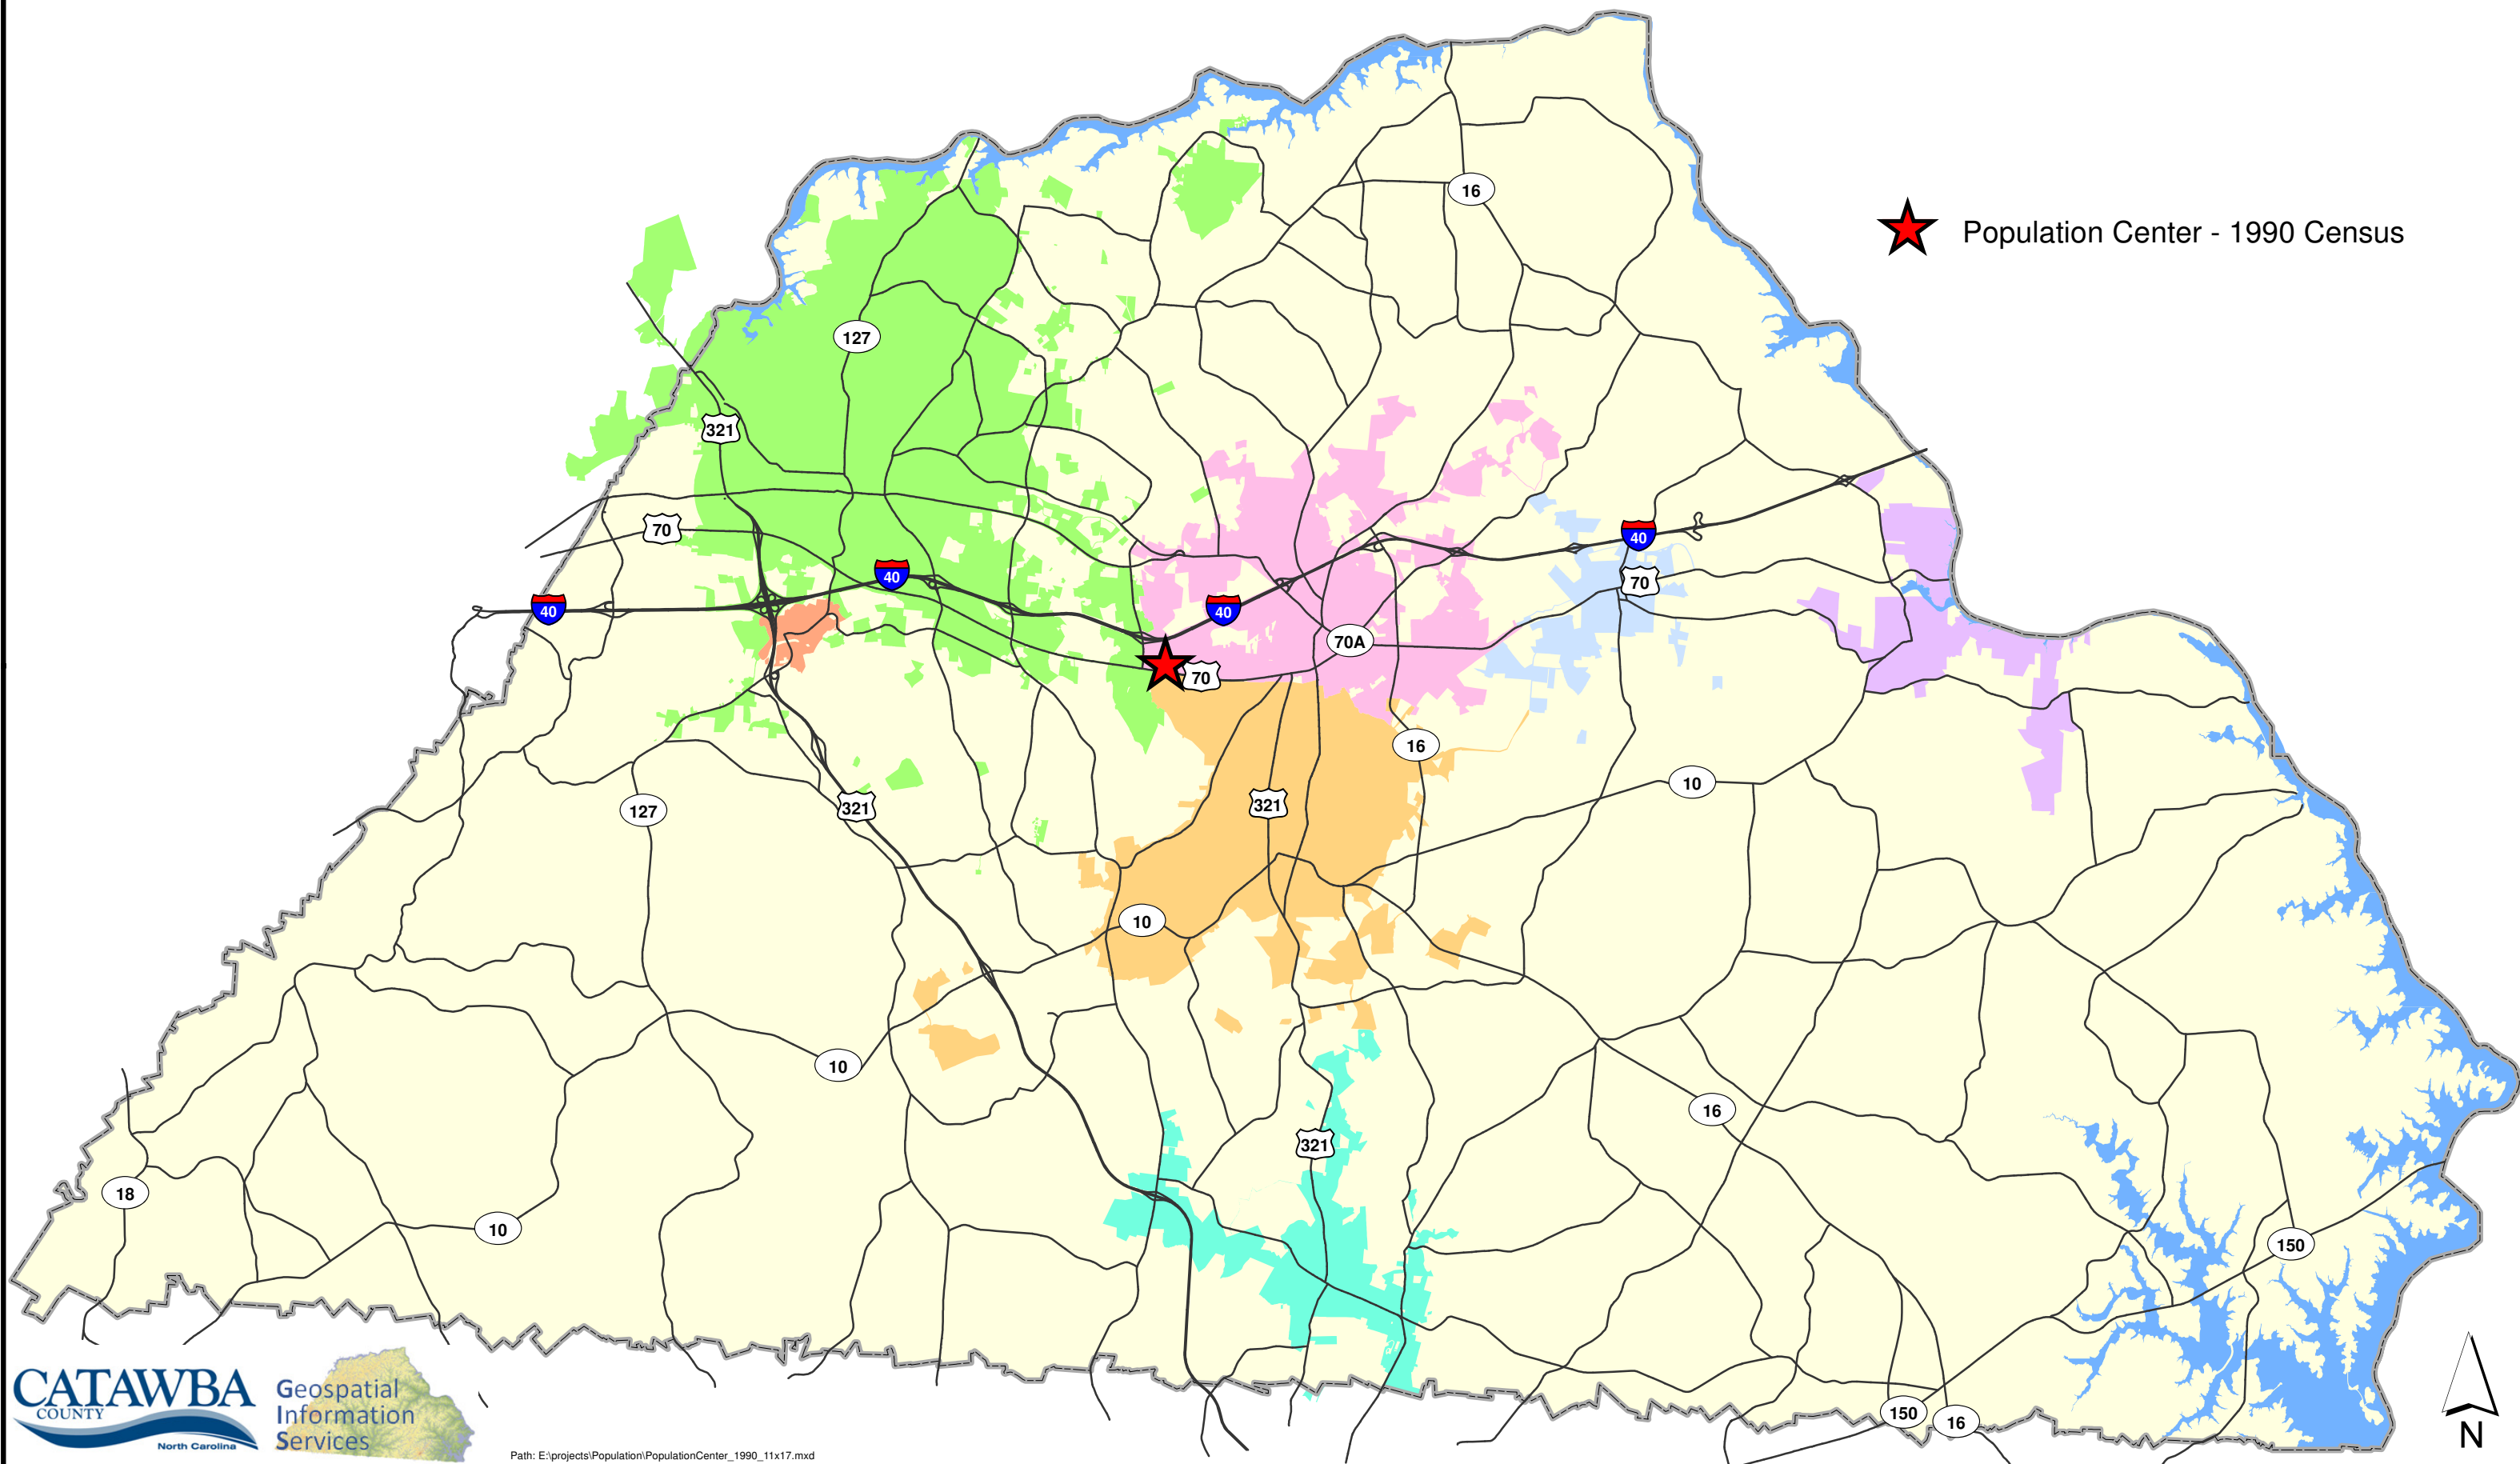 16
Population Center - 1990 Census
127
321
70
40
40
70
40
40
70A
70
16
10
127
321
321
10
10
16
321
18
10
150
150
16
CATAWBA
COUNTY
North Carolina
Geospatial
Information
Services
Path: E:\projects\Population\PopulationCenter_1990_11x17.mxd
N